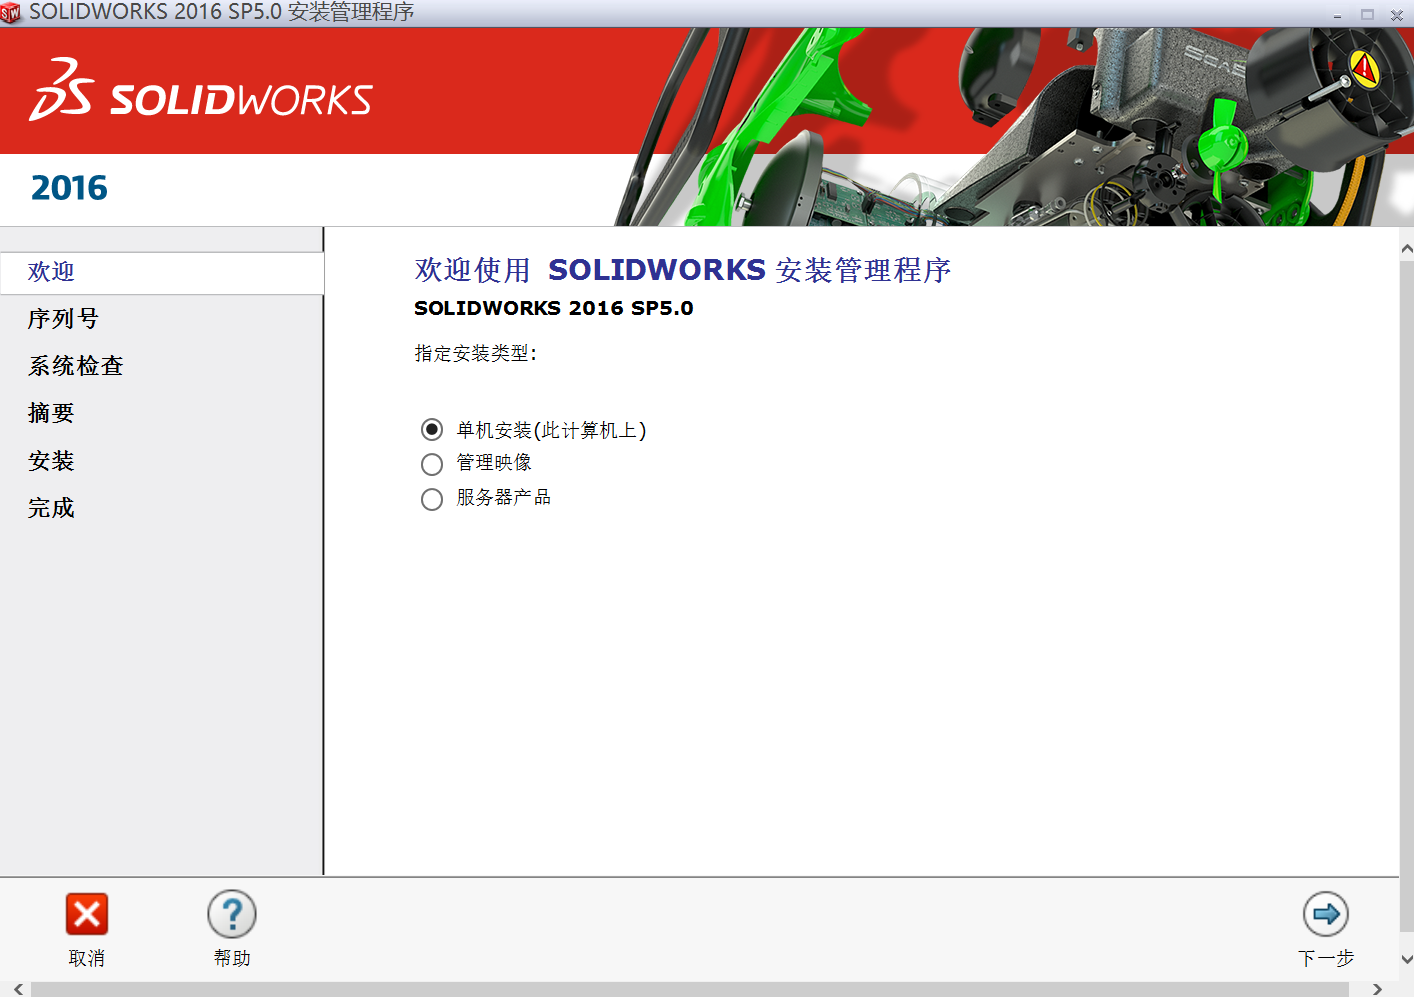 SOLIDWORKS 2016 SP5.0 安装管理程序
SOLIDWORKS
2016
欢迎
序列号
系统检查
摘要
安装
完成
欢迎使用 SOLIDWORKS 安装管理程序
SOLIDWORKS 2016 SP5.0
指定安装类型:
单机安装(此计算机上)
管理映像
服务器产品
取消
帮助
下一步